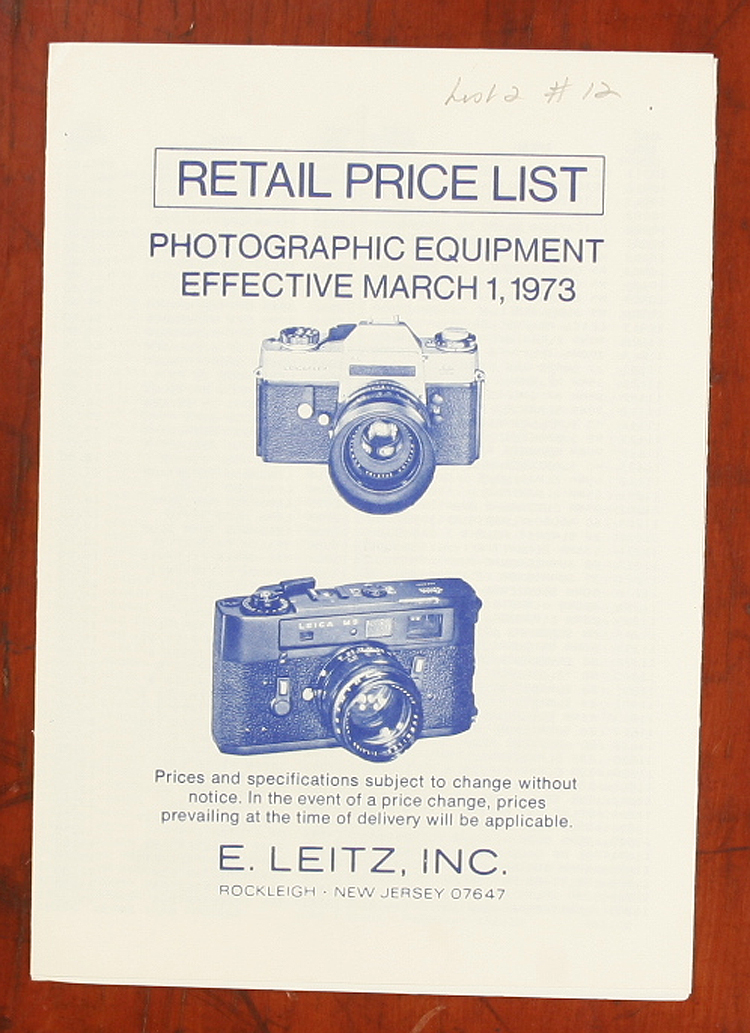 List 2 # 12
RETAIL PRICE LIST
PHOTOGRAPHIC EQUIPMENT
EFFECTIVE MARCH 1, 1973
LEICA M5
Prices and specifications subject to change without
notice. In the event of a price change, prices
prevailing at the time of delivery will be applicable.
E. LEITZ, INC.
ROCKLEIGH · NEW JERSEY 07647